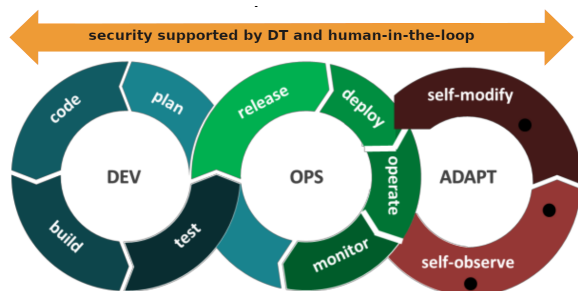 security supported by DT and human-in-the-loop
code
plan
release
deploy
self-modify
DEV
OPS
operate
ADAPT
build
test
monitor
self-observe